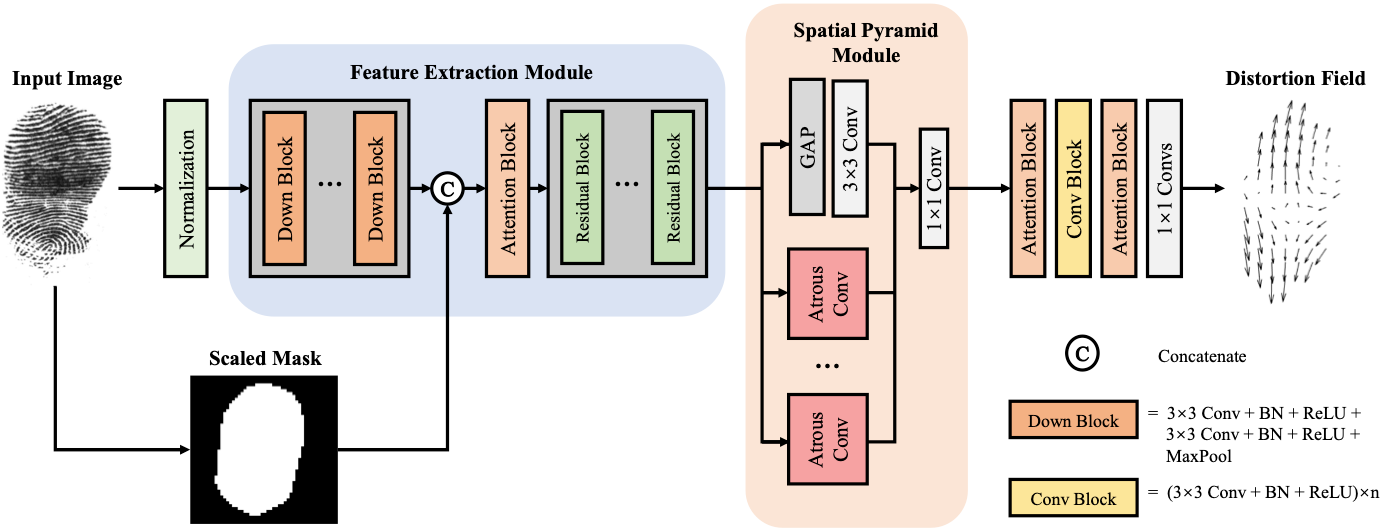 Input Image
Normalization
Feature Extraction Module
Down Block
...
Down Block
C
Attention Block
Residual Block
...
Residual Block
Scaled Mask
Spatial Pyramid
Module
GAP
3×3 Conv
1×1 Conv
Atrous
Conv
...
Atrous
Conv
Attention Block
Conv Block
Attention Block
1×1 Convs
Distortion Field
C Concatenate
Down Block = 3×3 Conv + BN + ReLU +
3×3 Conv + BN + ReLU +
MaxPool
Conv Block = (3×3 Conv + BN + ReLU)×n